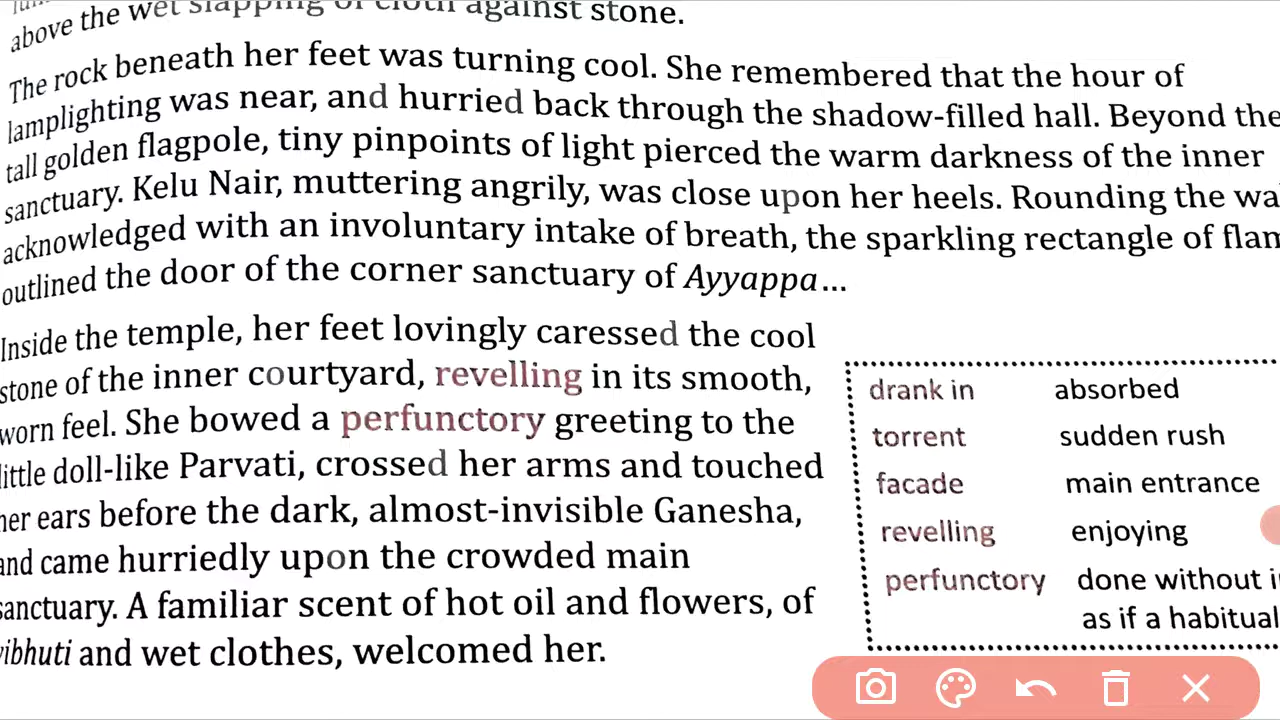 above the wet slapping of cloth against stone.
The rock beneath her feet was turning cool. She remembered that the hour of
lamplighting was near, and hurried back through the shadow-filled hall. Beyond the
tall golden flagpole, tiny pinpoints of light pierced the warm darkness of the inner
sanctuary. Kelu Nair, muttering angrily, was close upon her heels. Rounding the
acknowledged with an involuntary intake of breath, the sparkling rectangle of
outlined the door of the corner sanctuary of Ayyappa...
Inside the temple, her feet lovingly caressed the cool
stone of the inner courtyard, revelling in its smooth,
worn feel. She bowed a perfunctory greeting to the
little doll-like Parvati, crossed her arms and touched
her ears before the dark, almost-invisible Ganesha,
and came hurriedly upon the crowded main
sanctuary. A familiar scent of hot oil and flowers, of
vibhuti and wet clothes, welcomed her.
drank in absorbed
torrent sudden rush
facade main entrance
revelling enjoying
perfunctory done without
as if a habitual